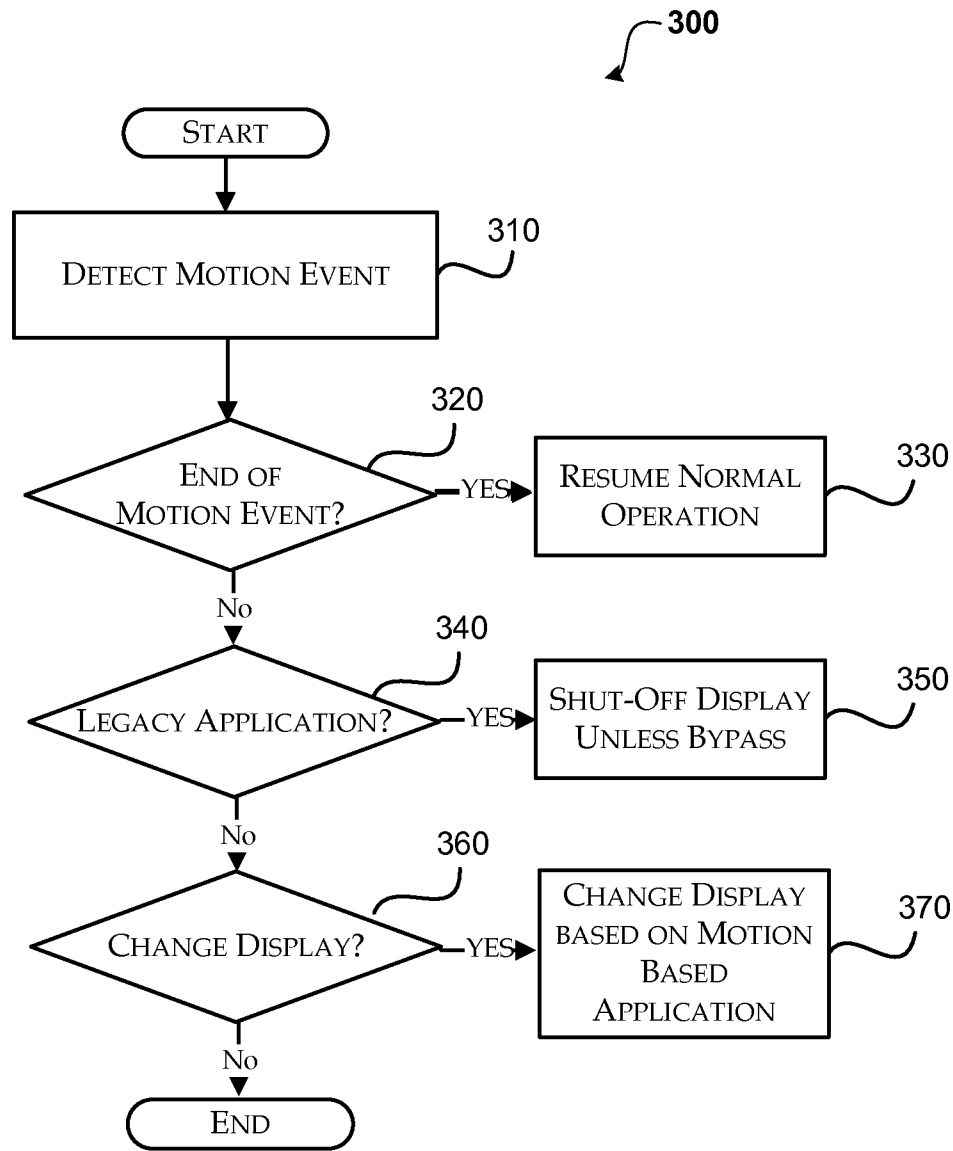 300
START
310
DETECT MOTION EVENT
320
END OF
MOTION EVENT?
YES
RESUME NORMAL
OPERATION
330
NO
340
LEGACY APPLICATION?
YES
SHUT-OFF DISPLAY
UNLESS BYPASS
350
NO
360
CHANGE DISPLAY?
YES
CHANGE DISPLAY
BASED ON MOTION
BASED
APPLICATION
370
NO
END